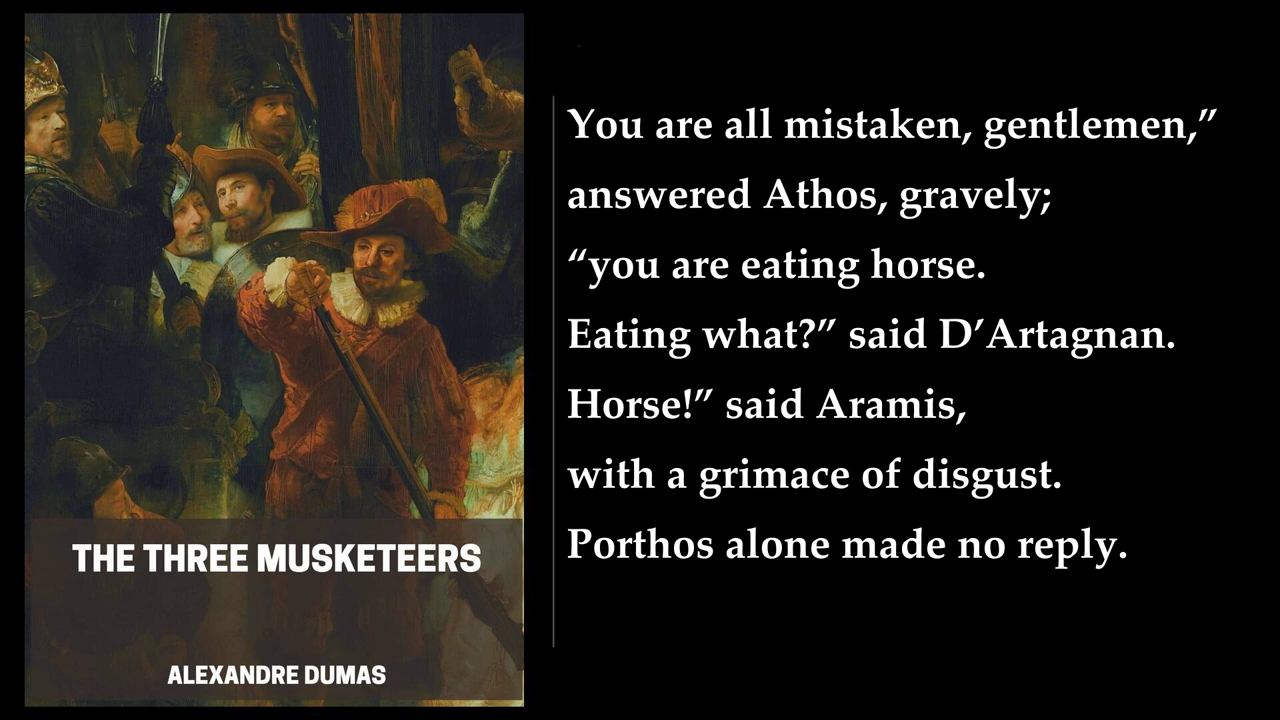 THE THREE MUSKETEERS
ALEXANDRE DUMAS
You are all mistaken, gentlemen,”
answered Athos, gravely;
“you are eating horse.
Eating what?” said D’Artagnan.
Horse!” said Aramis,
with a grimace of disgust.
Porthos alone made no reply.